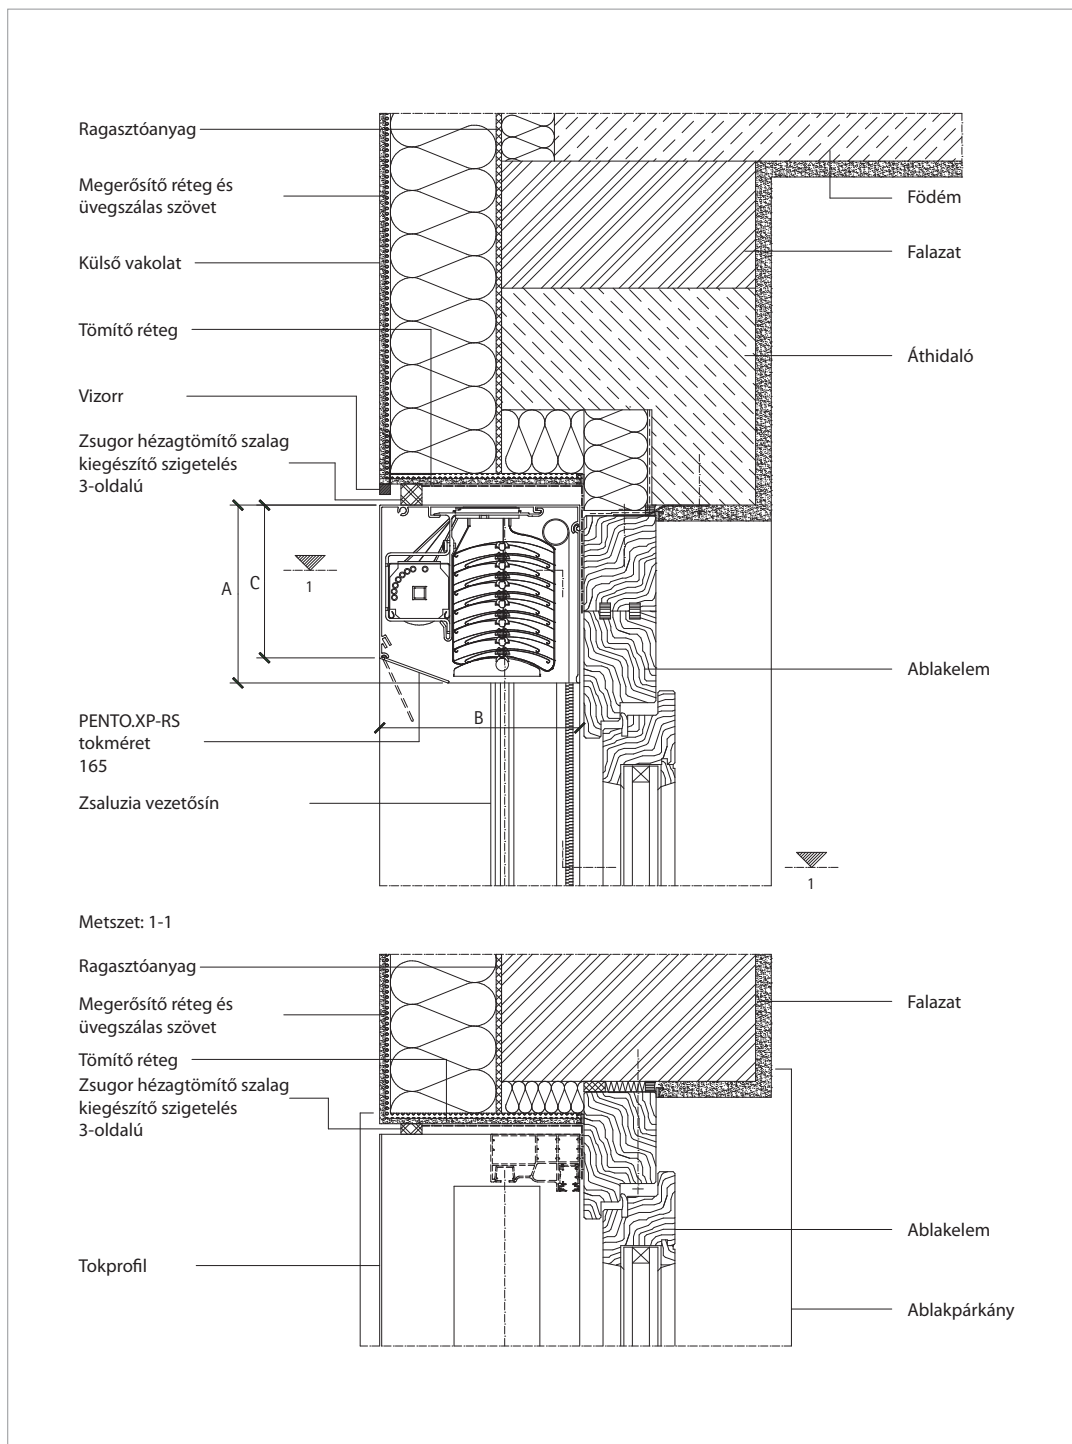 Ragasztóanyag
Megerősítő réteg és
üvegszálas szövet
Külső vakolat
Tömítő réteg
Vizorr
Zsugor hézagtömítő szalag
kiegészítő szigetelés
3-oldalú
Födém
Falazat
Áthidaló
A
C
1
Ablakelem
B
PENTO.XP-RS
tokméret
165
Zsaluzia vezetősín
1
Metszet: 1-1
Ragasztóanyag
Megerősítő réteg és
üvegszálas szövet
Tömítő réteg
Zsugor hézagtömítő szalag
kiegészítő szigetelés
3-oldalú
Tokprofil
Falazat
Ablakelem
Ablakpárkány